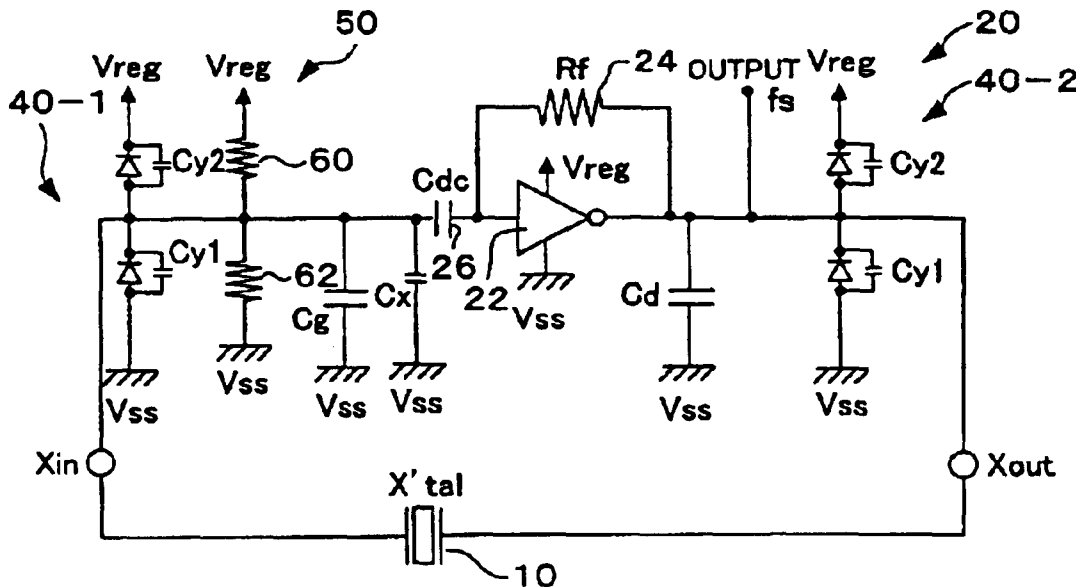 50
20
Vreg
Vreg
Rf
24
OUTPUT
fs
Vreg
40-2
40-1
Cy2
60
Cdc
Vreg
Cy2
Cy1
62
Cg
Cx
26
22
Vss
Cd
Cy1
Vss
Vss
Vss
Vss
Vss
Vss
Xin
X'tal
Xout
10